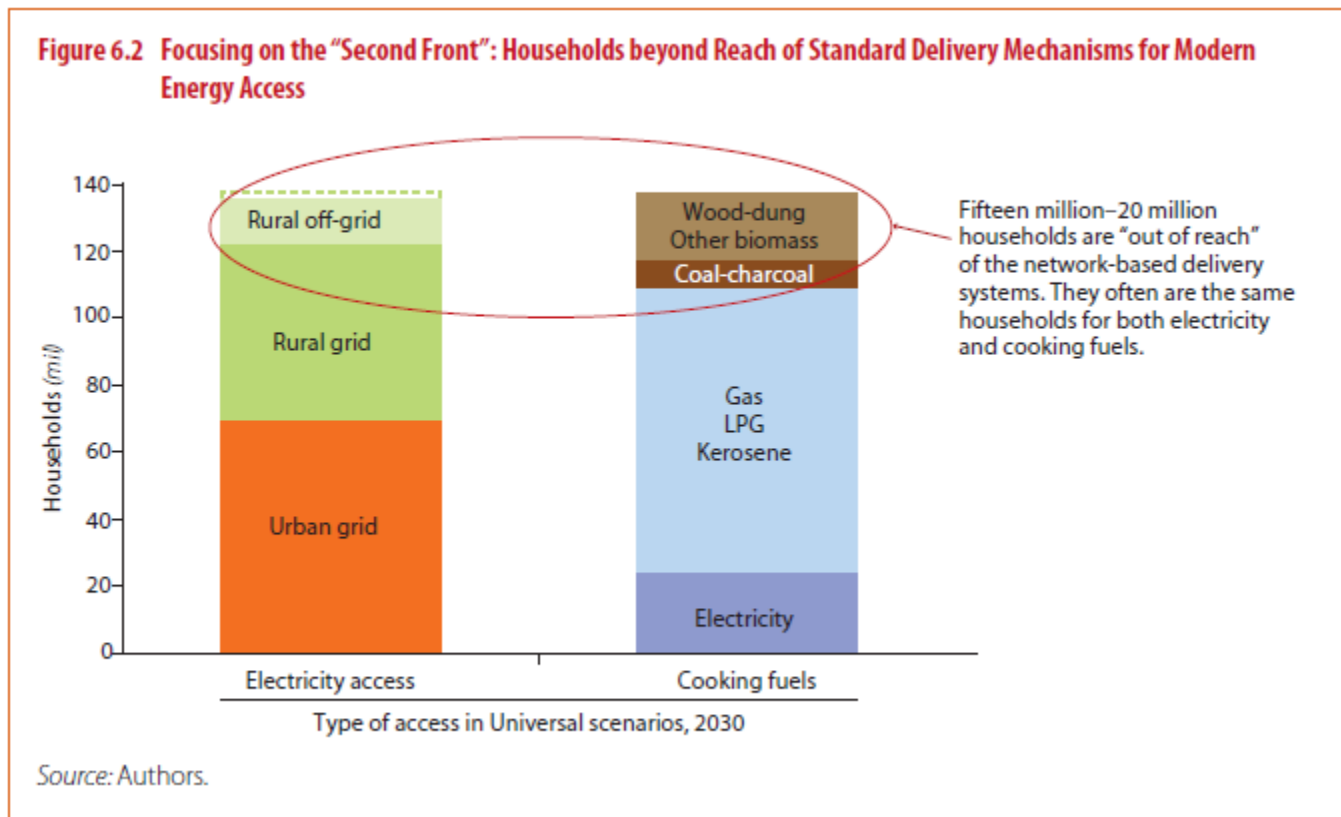 Figure 6.2 Focusing on the “Second Front”: Households beyond Reach of Standard Delivery Mechanisms for Modern
Energy Access
Households (mil)
140
120
100
80
60
40
20
0
Rural off-grid
Rural grid
Urban grid
Wood-dung
Other biomass
Coal-charcoal
Gas
LPG
Kerosene
Electricity
Fifteen million–20 million
households are “out of reach”
of the network-based delivery
systems. They often are the same
households for both electricity
and cooking fuels.
Electricity access
Cooking fuels
Type of access in Universal scenarios, 2030
Source: Authors.